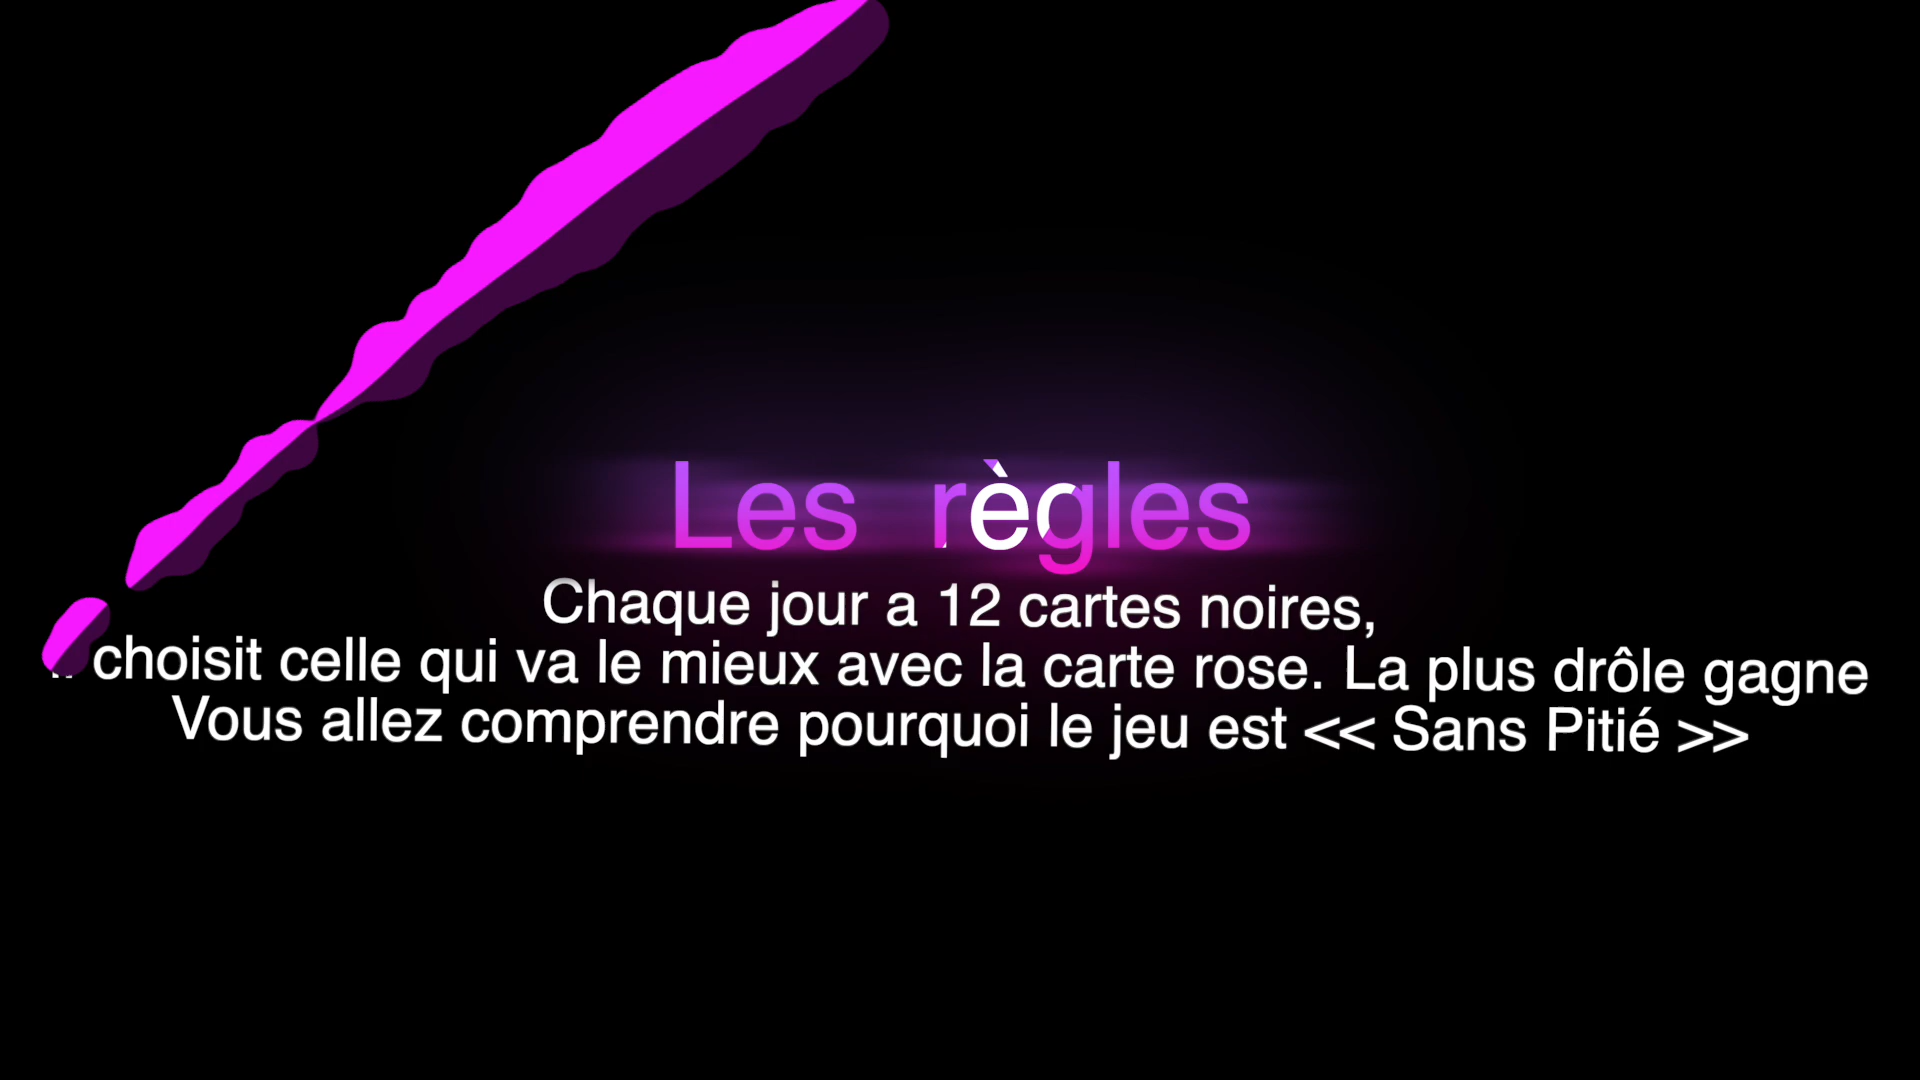 Les règles
Chaque jour a 12 cartes noires,
choisit celle qui va le mieux avec la carte rose. La plus drôle gagne
Vous allez comprendre pourquoi le jeu est << Sans Pitié >>